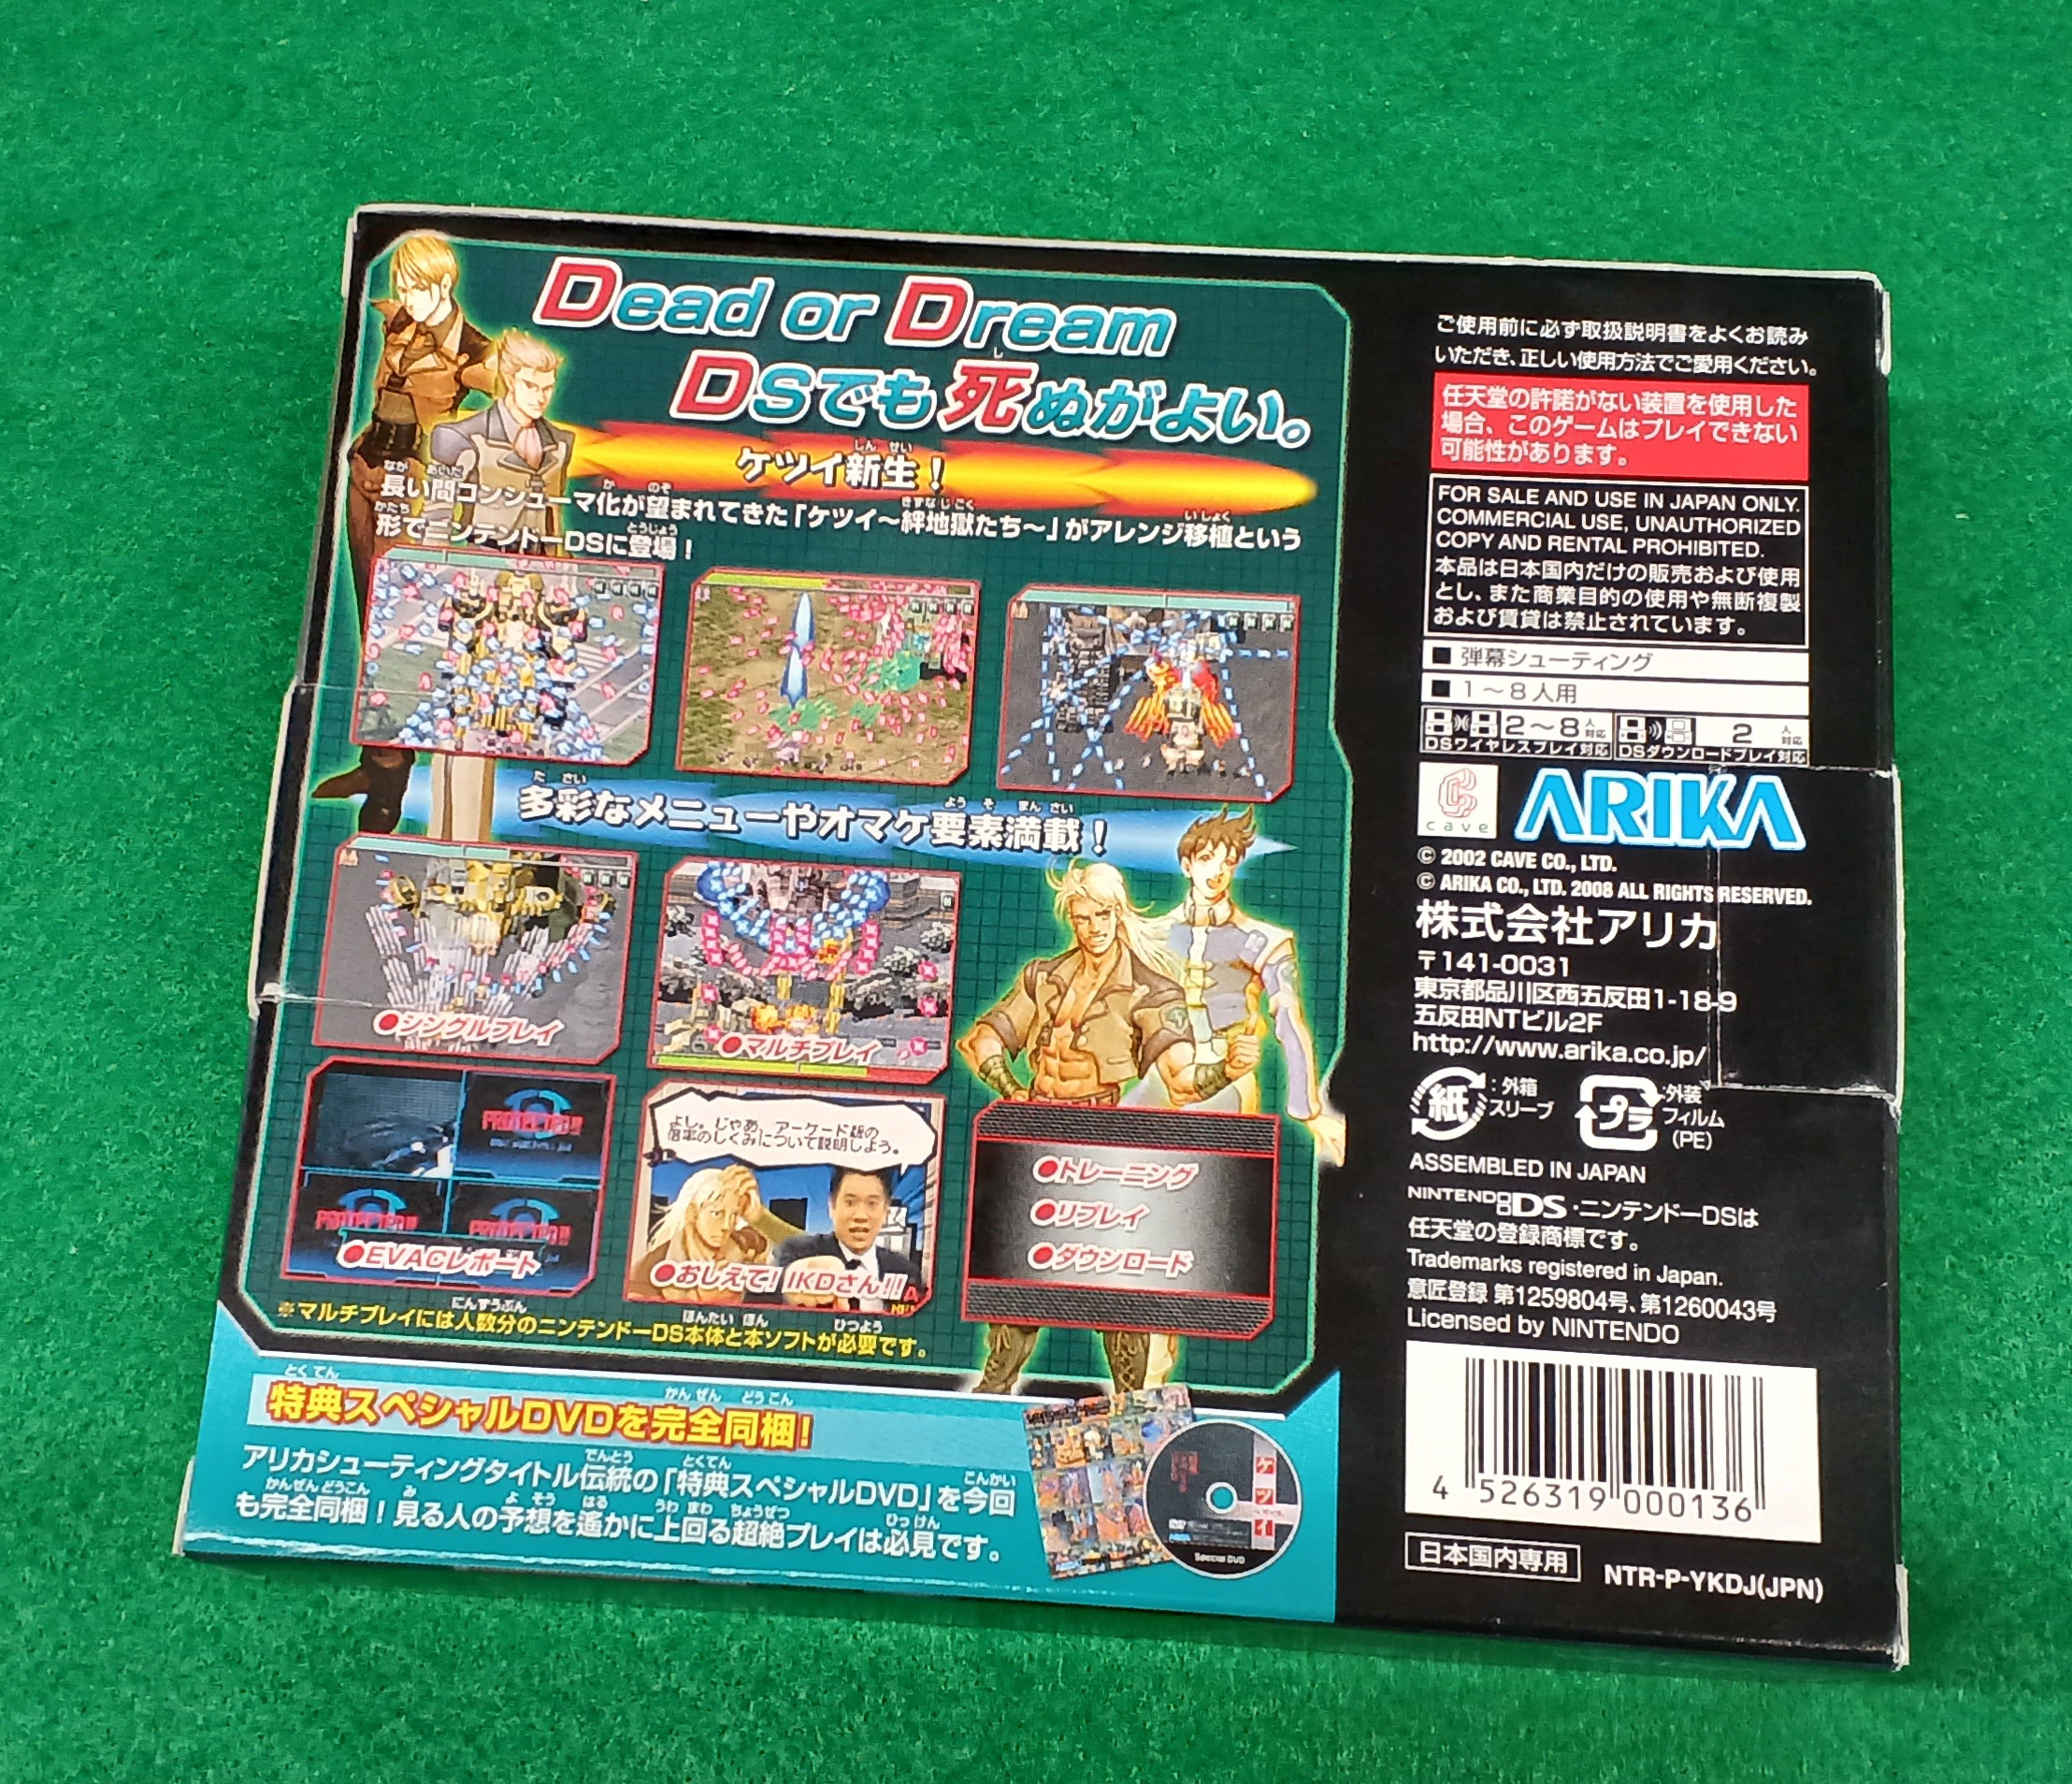 Dead or Dream
DSでも死ぬがよい。
ケツイ新生！
長い間コンシューマ化が望まれてきた「ケツイ～絆地獄たち～」がアレンジ移植という
形でニンテンドーDSに登場！
多彩なメニューやオマケ要素満載！
●シングルプレイ
●マルチプレイ
●EVACレポート
よし。じゃあ、アーケード版の
倍率のしくみについて説明しよう。
●おしえて！IKDさん！！
●トレーニング
●リプレイ
●ダウンロード
※マルチプレイには人数分のニンテンドーDS本体と本ソフトが必要です。
特典スペシャルDVDを完全同梱！
アリカシューティングタイトル伝統の「特典スペシャルDVD」を今回
も完全同梱！見る人の予想を遥かに上回る超絶プレイは必見です。
ケツイ
Special DVD
ご使用前に必ず取扱説明書をよくお読み
いただき、正しい使用方法でご愛用ください。
任天堂の許諾がない装置を使用した
場合、このゲームはプレイできない
可能性があります。
FOR SALE AND USE IN JAPAN ONLY.
COMMERCIAL USE, UNAUTHORIZED
COPY AND RENTAL PROHIBITED.
本品は日本国内だけの販売および使用
とし、また商業目的の使用や無断複製
および賃貸は禁止されています。
■ 弾幕シューティング
■ 1～8人用
2～8人対応
DSワイヤレスプレイ対応
2人対応
DSダウンロードプレイ対応
cave
ARIKA
© 2002 CAVE CO., LTD.
© ARIKA CO., LTD. 2008 ALL RIGHTS RESERVED.
株式会社アリカ
〒141-0031
東京都品川区西五反田1-18-9
五反田NTビル2F
http://www.arika.co.jp/
紙:外箱 スリーブ
プラ:外装 フィルム (PE)
ASSEMBLED IN JAPAN
NINTENDO DS・ニンテンドーDSは
任天堂の登録商標です。
Trademarks registered in Japan.
意匠登録 第1259804号、第1260043号
Licensed by NINTENDO
4 526319 000136
日本国内専用
NTR-P-YKDJ(JPN)